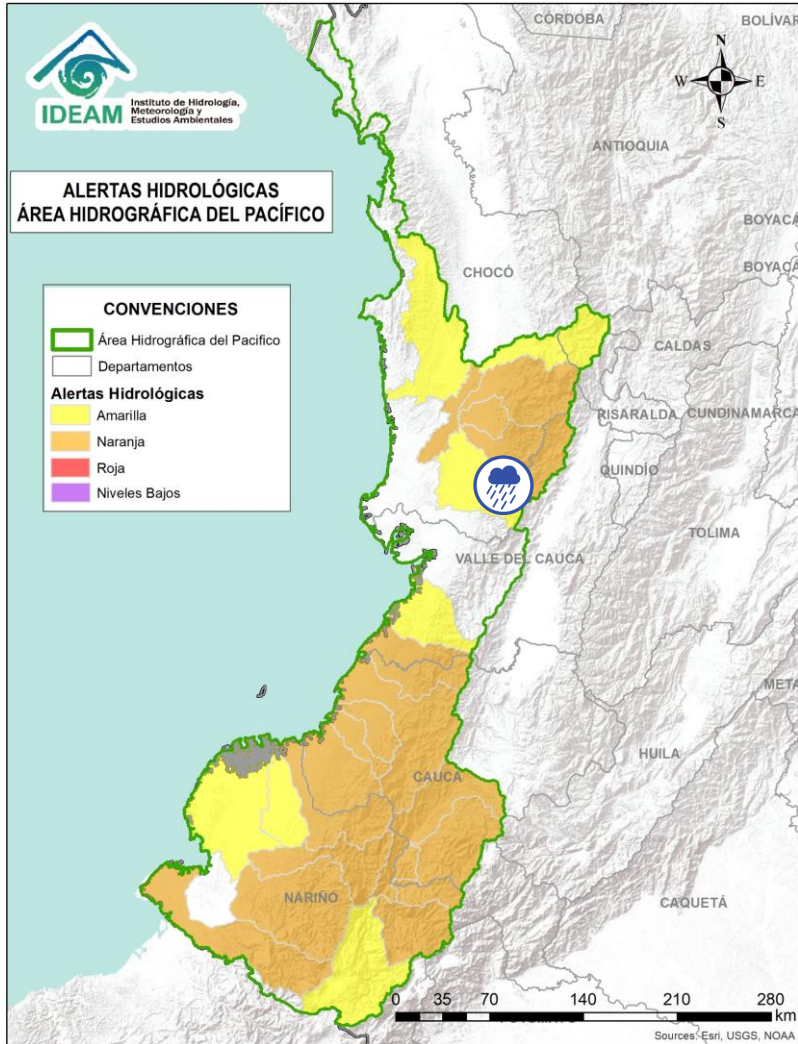 IDEAM
Instituto de Hidrología,
Meteorología y
Estudios Ambientales
ALERTAS HIDROLÓGICAS
ÁREA HIDROGRÁFICA DEL PACÍFICO
CONVENCIONES
Área Hidrográfica del Pacífico
Departamentos
Alertas Hidrológicas
Amarilla
Naranja
Roja
Niveles Bajos
N
W E
S
CÓRDOBA
BOLÍVAR
ANTIOQUIA
BOYACÁ
CHOCÓ
BOYACÁ
CALDAS
RISARALDA
CUNDINAMARCA
QUINDÍO
TOLIMA
VALLE DEL CAUCA
META
HUILA
CAUCA
NARIÑO
CAQUETÁ
0 35 70 140 210 280
km
Sources: Esri, USGS, NOAA